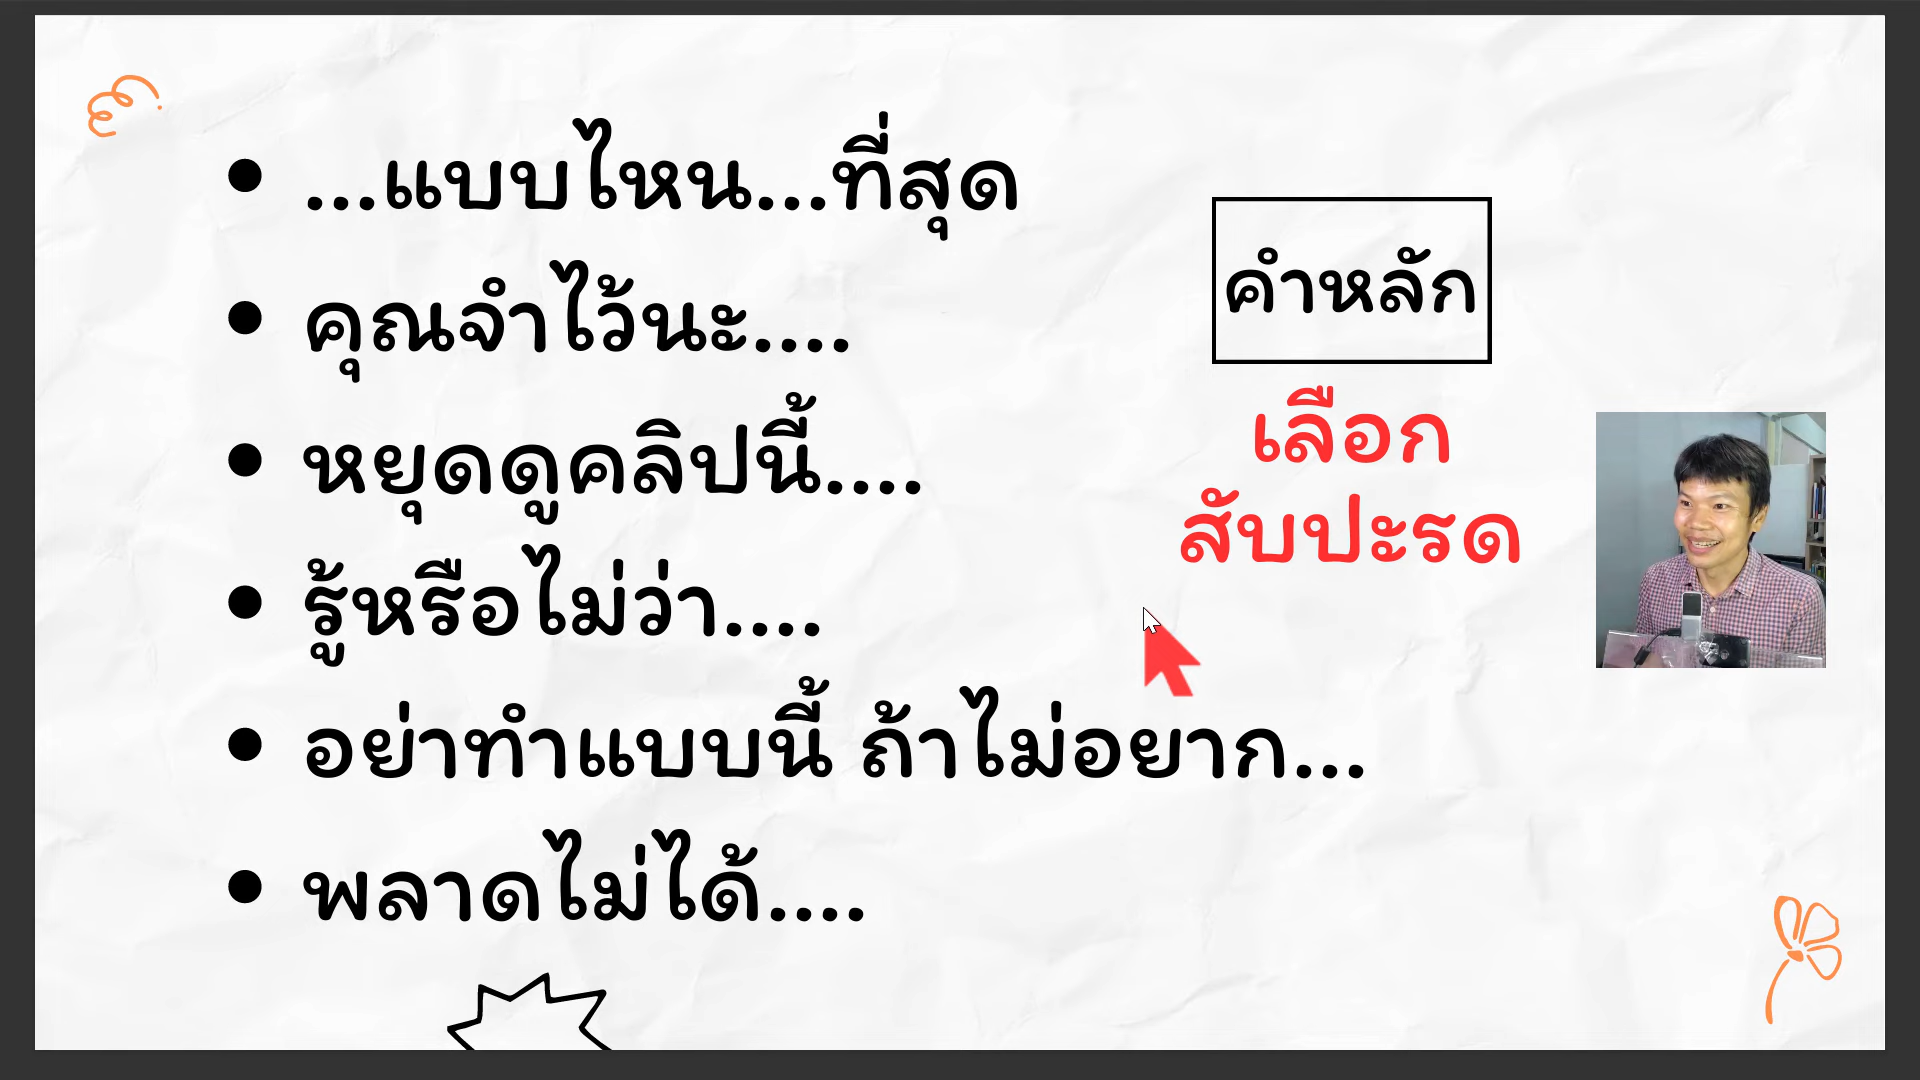 • ...แบบไหน...ที่สุด
• คุณจำไว้นะ....
• หยุดดูคลิปนี้....
• รู้หรือไม่ว่า....
• อย่าทำแบบนี้ ถ้าไม่อยาก...
• พลาดไม่ได้....
คำหลัก
เลือก
สับปะรด